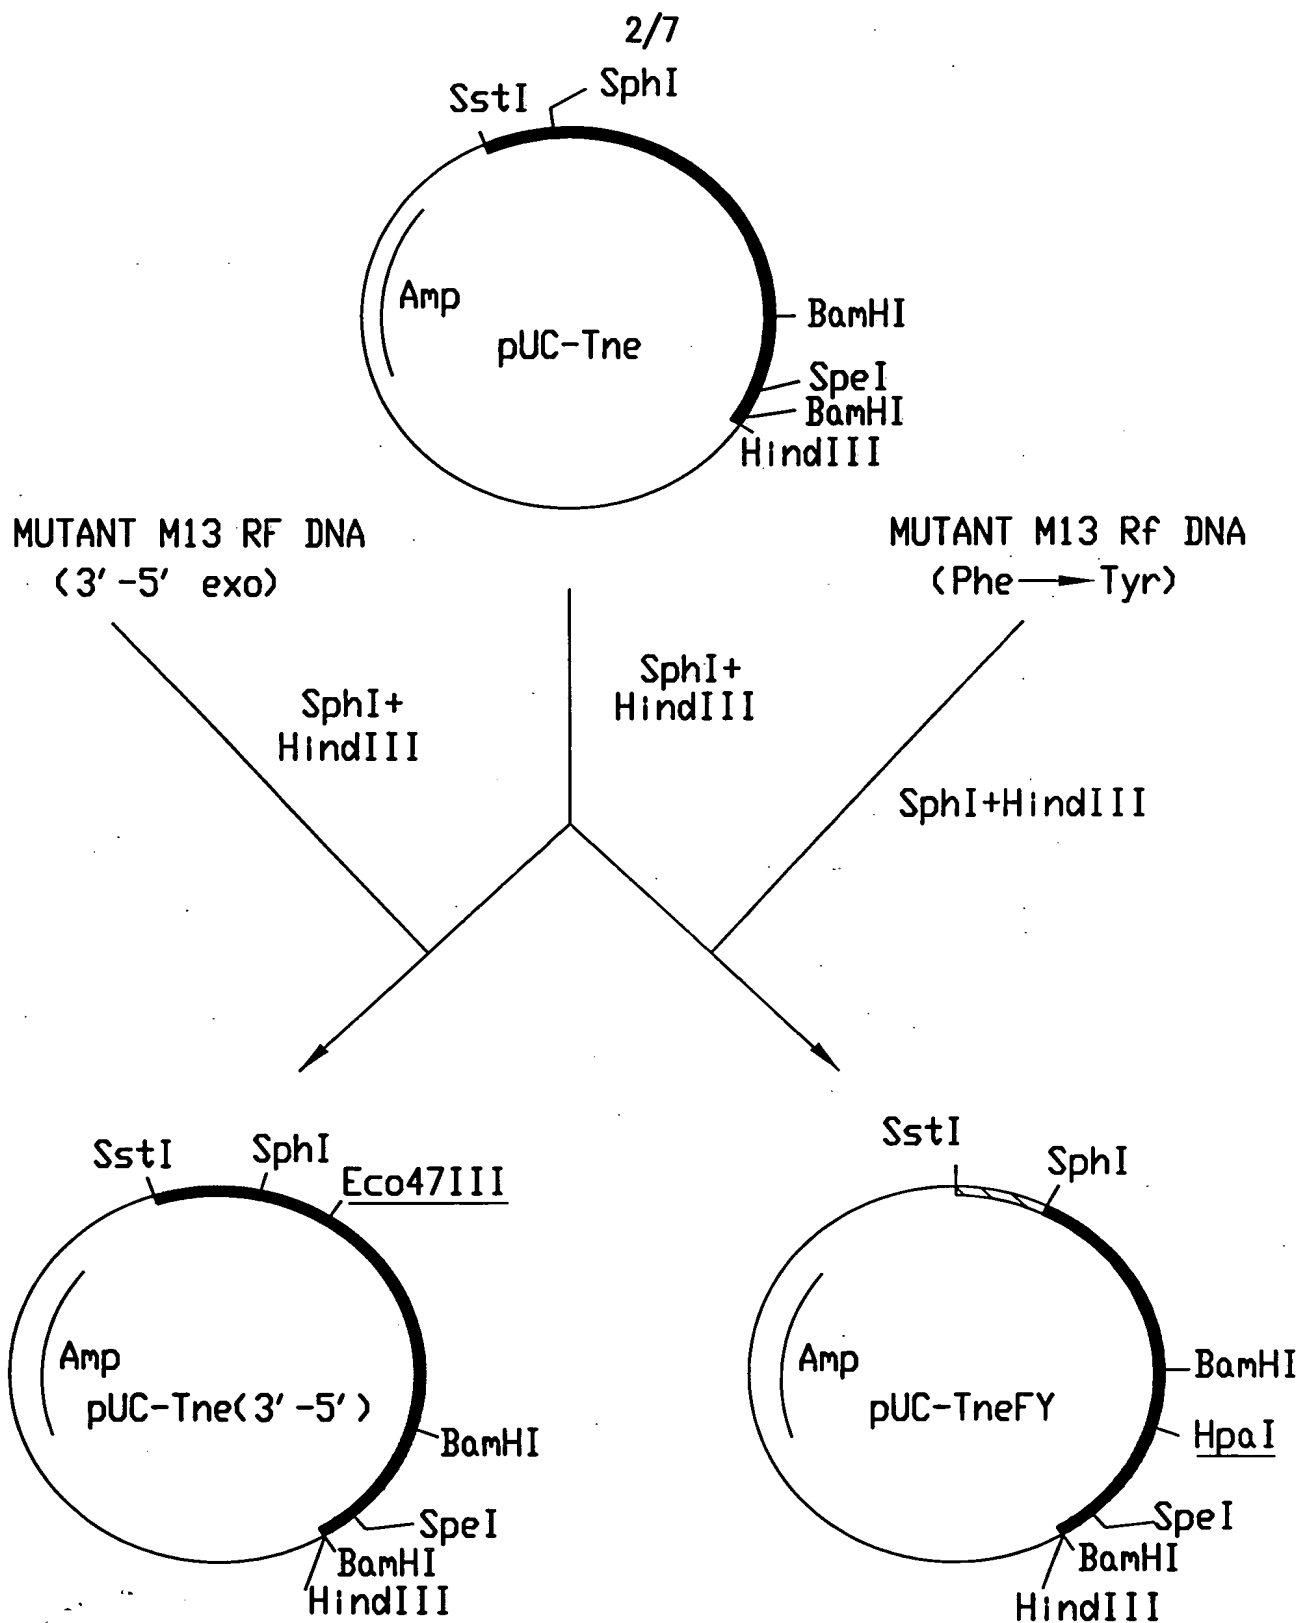 2/7
SstI
SphI
Amp
pUC-Tne
BamHI
SpeI
BamHI
HindIII
MUTANT M13 RF DNA
(3'-5' exo)
MUTANT M13 Rf DNA
(Phe → Tyr)
SphI+
HindIII
SphI+
HindIII
SphI+HindIII
SstI
SphI
Eco47III
Amp
pUC-Tne(3'-5')
BamHI
SpeI
BamHI
HindIII
SstI
SphI
Amp
pUC-TneFY
BamHI
HpaI
SpeI
BamHI
HindIII